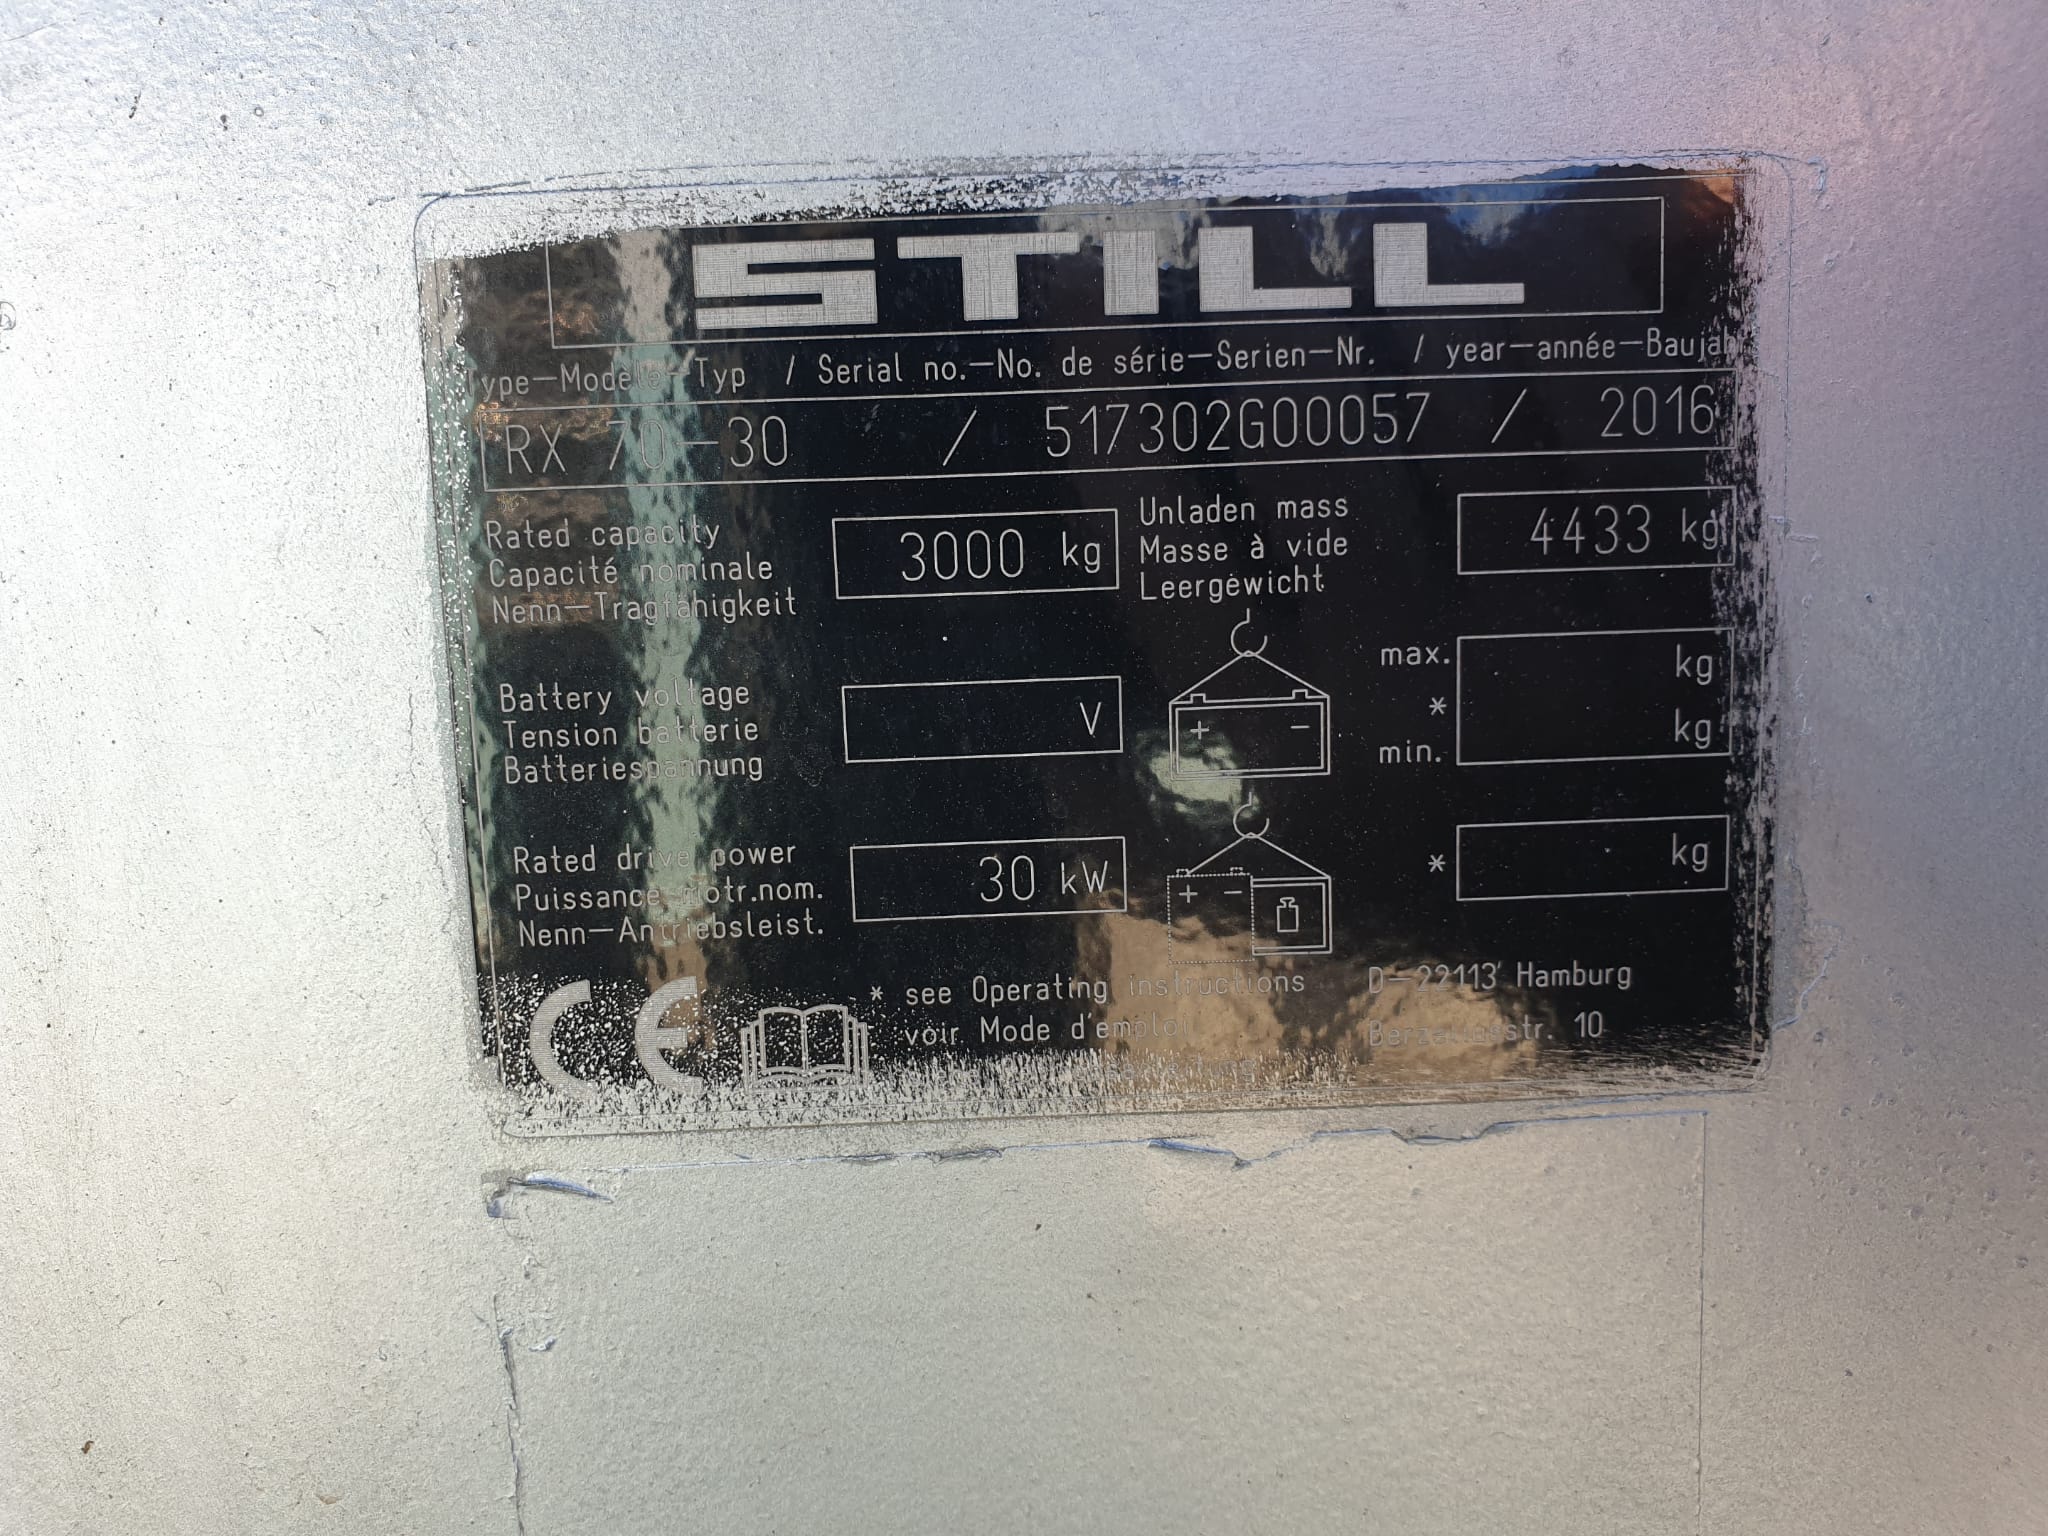 STILL
Type-Modèle-Typ / Serial no.-No. de série-Serien-Nr. / year-année-Baujahr
RX 70-30 / 517302G00057 / 2016
Rated capacity
Capacité nominale
Nenn-Tragfähigkeit
3000 kg
Unladen mass
Masse à vide
Leergewicht
4433 kg
Battery voltage
Tension batterie
Batteriespannung
V
+ -
max. kg
*
min. kg
Rated drive power
Puissance motr.nom.
Nenn-Antriebsleist.
30 kW
+ -
* kg
CE
* see Operating instructions
voir Mode d'emploi
D-22113 Hamburg
Berzeliusstr. 10